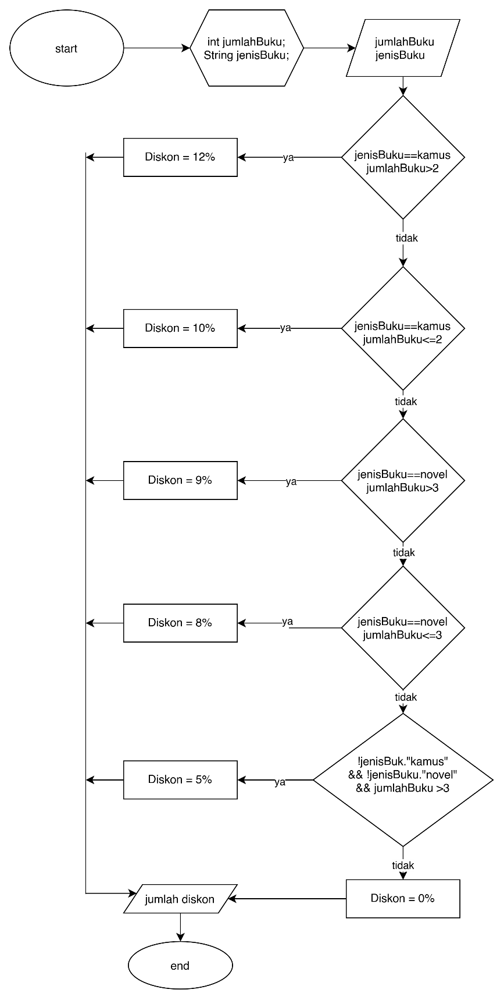 start
int jumlahBuku;
String jenisBuku;
jumlahBuku
jenisBuku
jenisBuku==kamus
jumlahBuku>2
ya
Diskon = 12%
tidak
jenisBuku==kamus
jumlahBuku<=2
ya
Diskon = 10%
tidak
jenisBuku==novel
jumlahBuku>3
ya
Diskon = 9%
tidak
jenisBuku==novel
jumlahBuku<=3
ya
Diskon = 8%
tidak
!jenisBuk."kamus"
&& !jenisBuku."novel"
&& jumlahBuku >3
ya
Diskon = 5%
tidak
Diskon = 0%
jumlah diskon
end